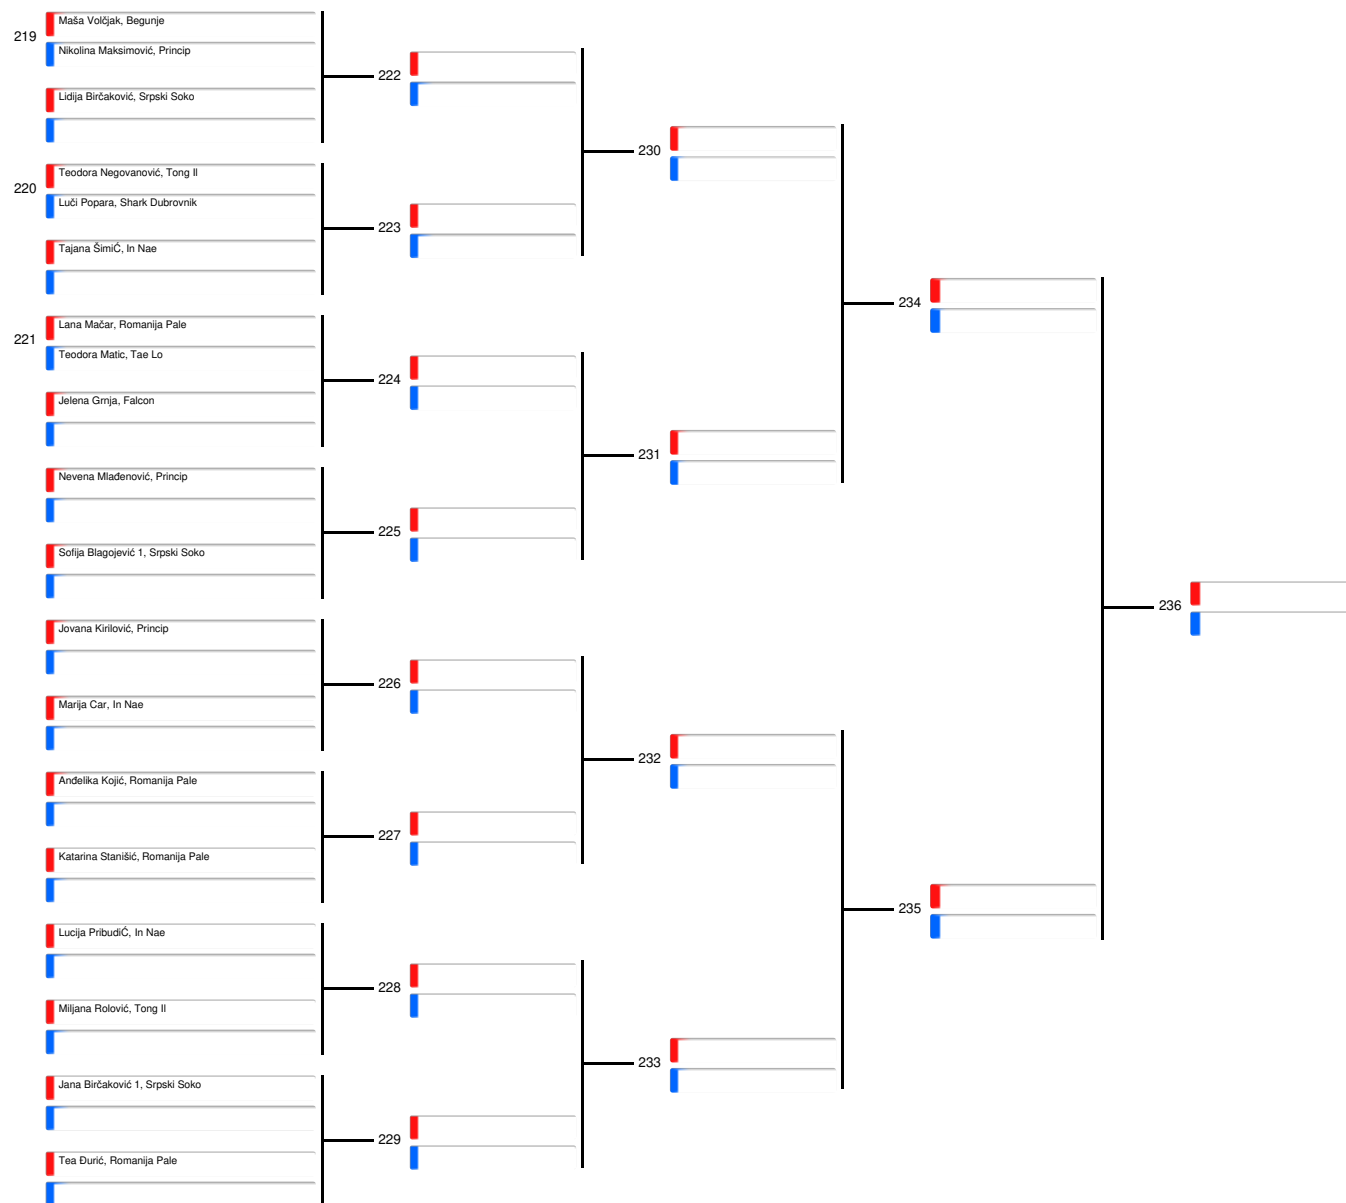 Maša Volčjak, Begunje
219
Nikolina Maksimović, Princip
222
Lidija Birčaković, Srpski Soko
230
Teodora Negovanović, Tong Il
220
Luči Popara, Shark Dubrovnik
223
Tajana ŠimiĆ, In Nae
234
Lana Mačar, Romanija Pale
221
Teodora Matic, Tae Lo
224
Jelena Grnja, Falcon
231
Nevena Mlađenović, Princip
225
Sofija Blagojević 1, Srpski Soko
236
Jovana Kirilović, Princip
226
Marija Car, In Nae
232
Anđelika Kojić, Romanija Pale
227
Katarina Stanišić, Romanija Pale
235
Lucija PribudiĆ, In Nae
228
Miljana Rolović, Tong Il
233
Jana Birčaković 1, Srpski Soko
229
Tea Đurić, Romanija Pale